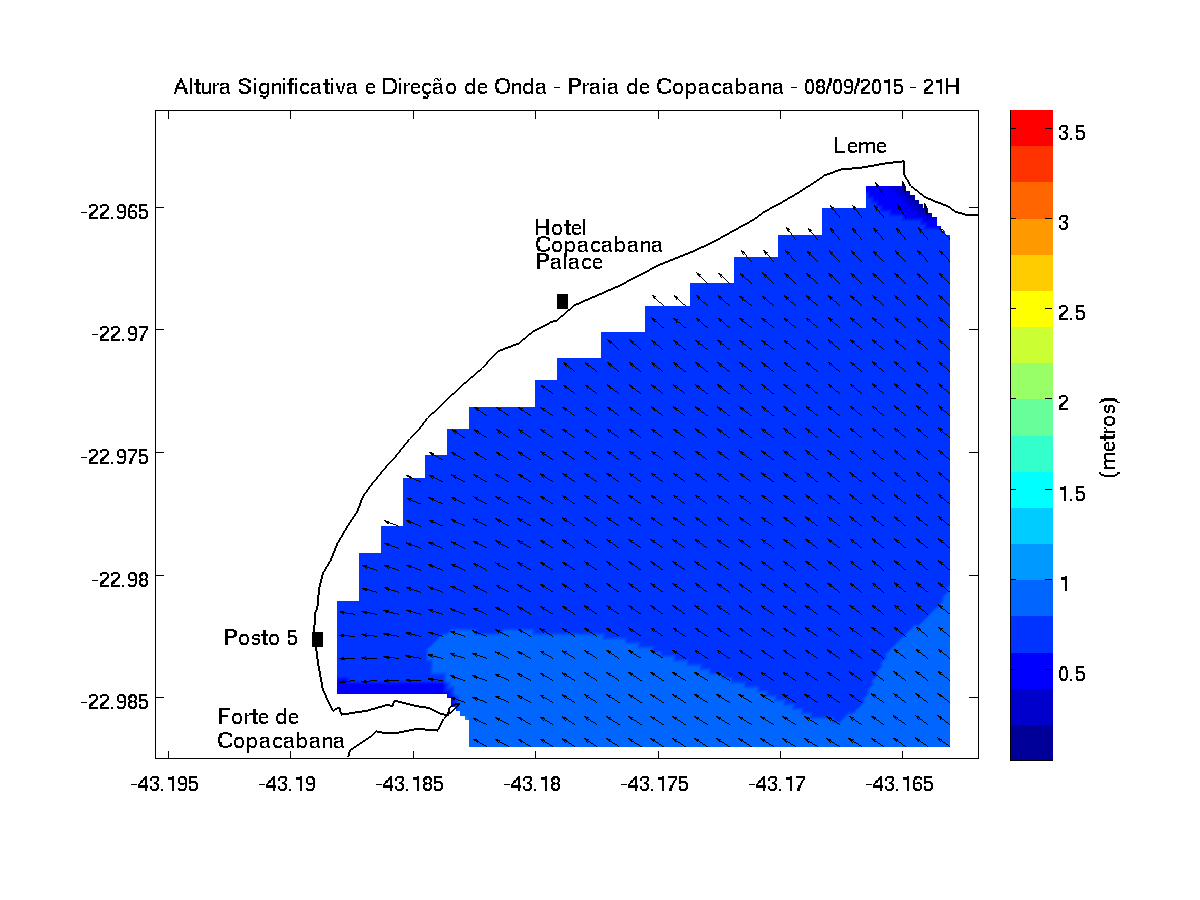 Altura Significativa e Direção de Onda - Praia de Copacabana - 08/09/2015 - 21H
Leme
Hotel
Copacabana
Palace
Posto 5
Forte de
Copacabana
-22.965
-22.97
-22.975
-22.98
-22.985
-43.195
-43.19
-43.185
-43.18
-43.175
-43.17
-43.165
3.5
3
2.5
2
1.5
1
0.5
(metros)